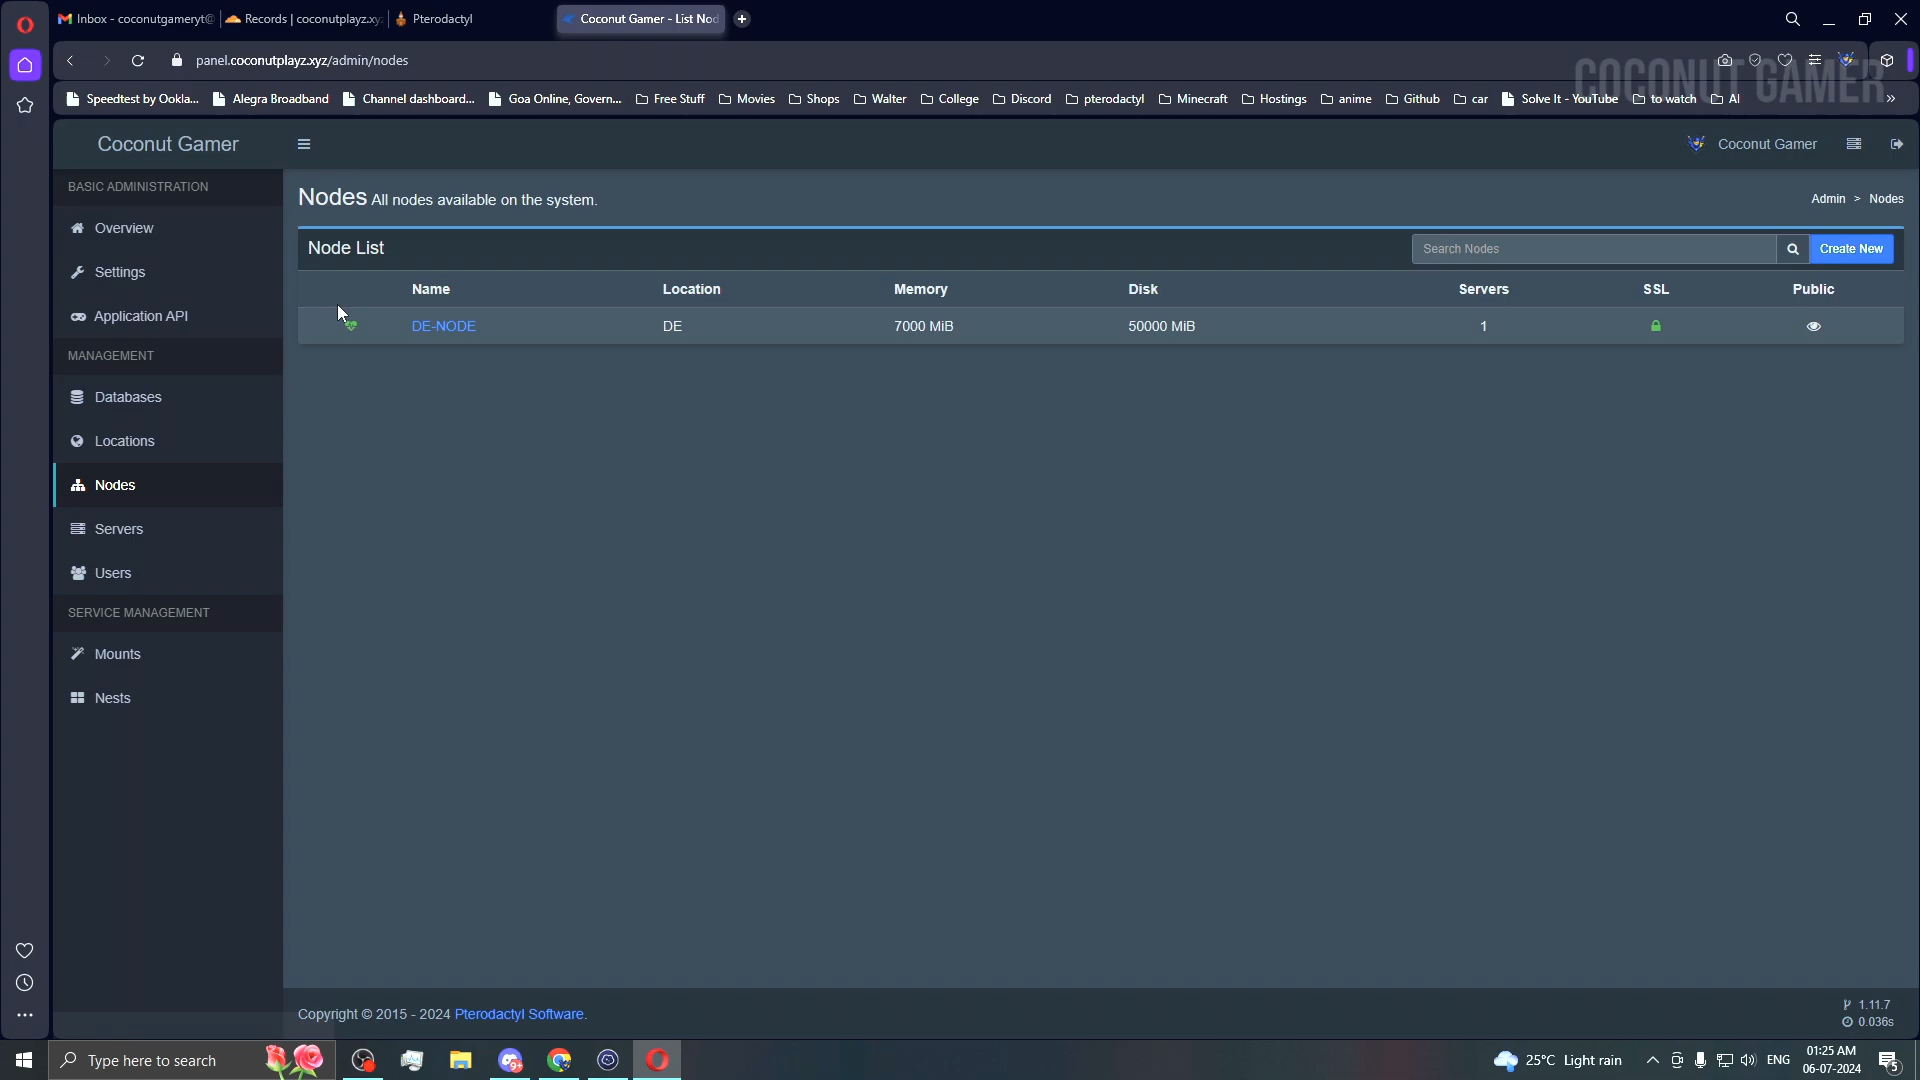 Inbox - coconutgameryt@
Records | coconutplayz.xy
Pterodactyl
Coconut Gamer - List Nod
panel.coconutplayz.xyz/admin/nodes
COCONUT GAMER
Speedtest by Ookla...
Alegra Broadband
Channel dashboard...
Goa Online, Govern...
Free Stuff
Movies
Shops
Walter
College
Discord
pterodactyl
Minecraft
Hostings
anime
Github
car
Solve It - YouTube
to watch
AI
»
Coconut Gamer
Coconut Gamer
BASIC ADMINISTRATION
Overview
Settings
Application API
MANAGEMENT
Databases
Locations
Nodes
Servers
Users
SERVICE MANAGEMENT
Mounts
Nests
Nodes All nodes available on the system.
Admin > Nodes
Node List
Search Nodes
Create New
Name Location Memory Disk Servers SSL Public
DE-NODE DE 7000 MiB 50000 MiB 1
Copyright © 2015 - 2024 Pterodactyl Software.
1.11.7
0.036s
Type here to search
9+
25°C Light rain
ENG
01:25 AM
06-07-2024
5